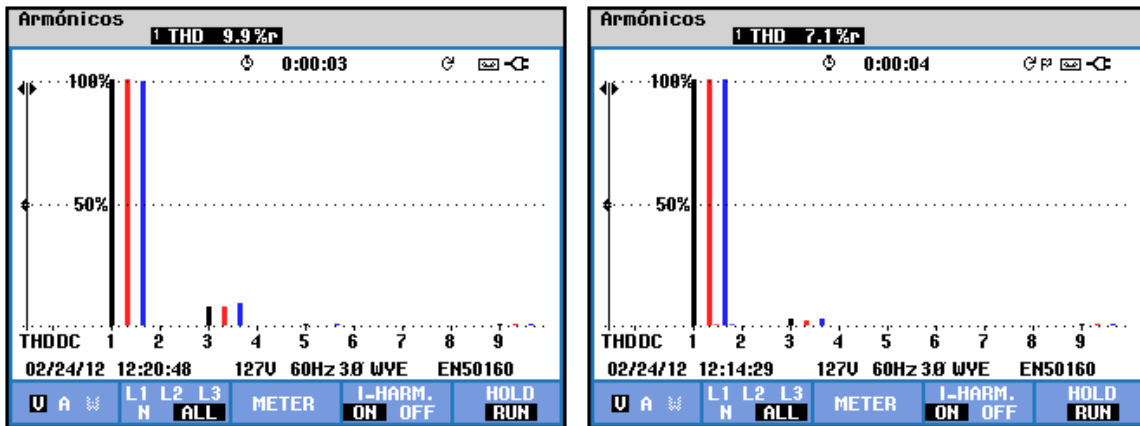 Armónicos
1 THD 9.9%r
0:00:03
100%
50%
THDDC 1 2 3 4 5 6 7 8 9
02/24/12 12:20:48 127V 60Hz 3Ø WYE EN50160
V A W
L1 L2 L3
N ALL
METER
I-HARM.
ON OFF
HOLD
RUN
Armónicos
1 THD 7.1%r
0:00:04
100%
50%
THDDC 1 2 3 4 5 6 7 8 9
02/24/12 12:14:29 127V 60Hz 3Ø WYE EN50160
V A W
L1 L2 L3
N ALL
METER
I-HARM.
ON OFF
HOLD
RUN